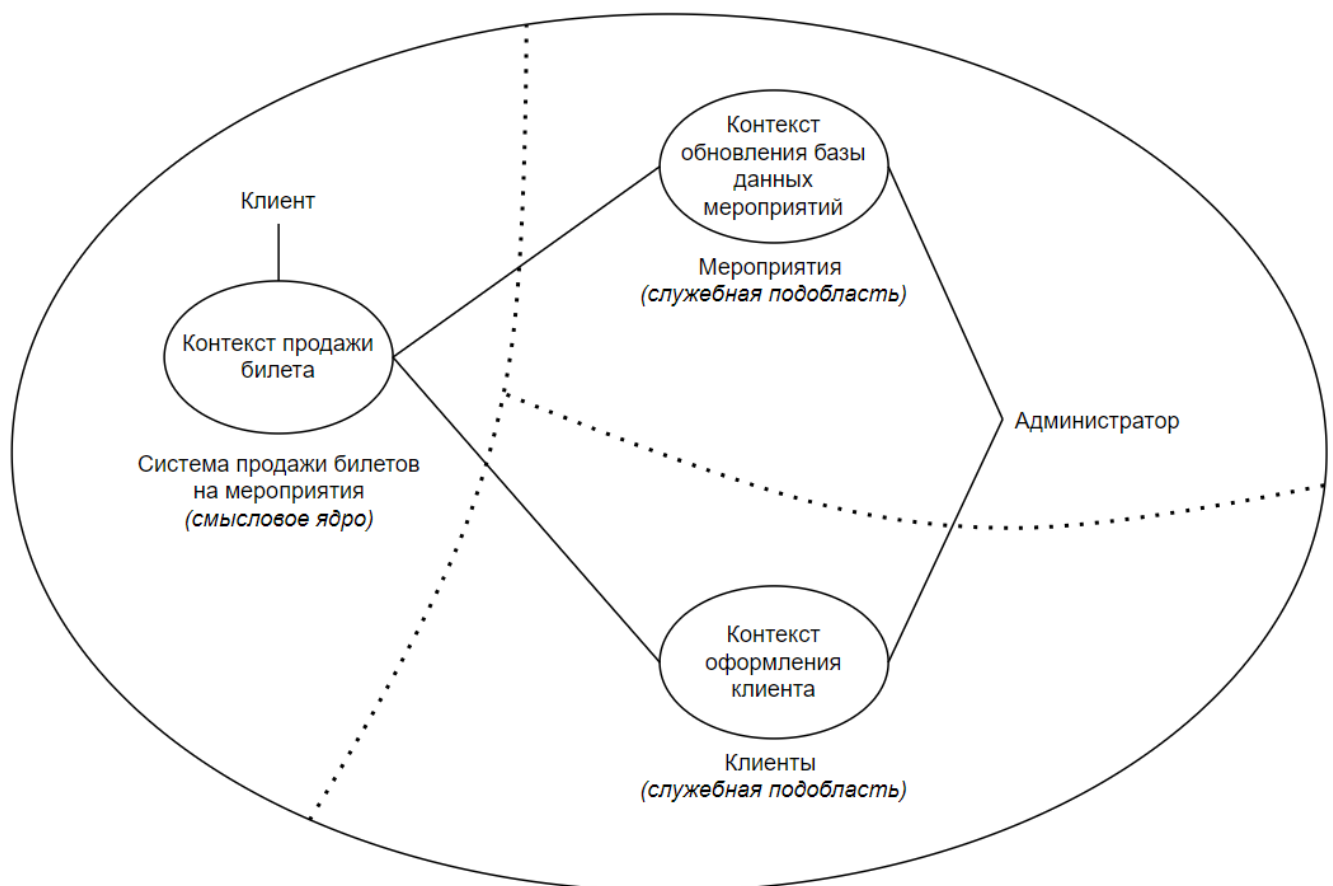 Клиент
Контекст продажи
билета
Система продажи билетов
на мероприятия
(смысловое ядро)
Контекст
обновления базы
данных
мероприятий
Мероприятия
(служебная подобласть)
Администратор
Контекст
оформления
клиента
Клиенты
(служебная подобласть)